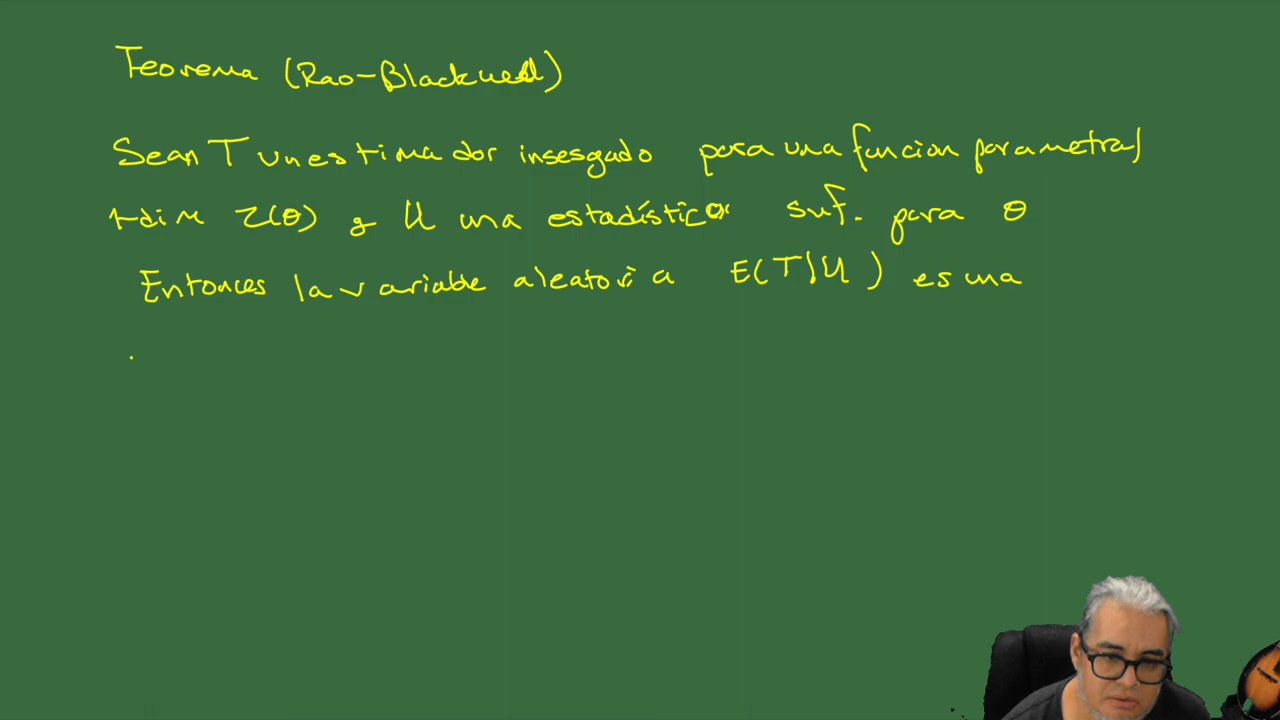 Teorema (Rao-Blackwell)
Sean T un estimador insesgado para una funcion parametral
1-dim τ(θ) y U una estadística suf. para θ
Entonces la variable aleatoria E(T|U) es una